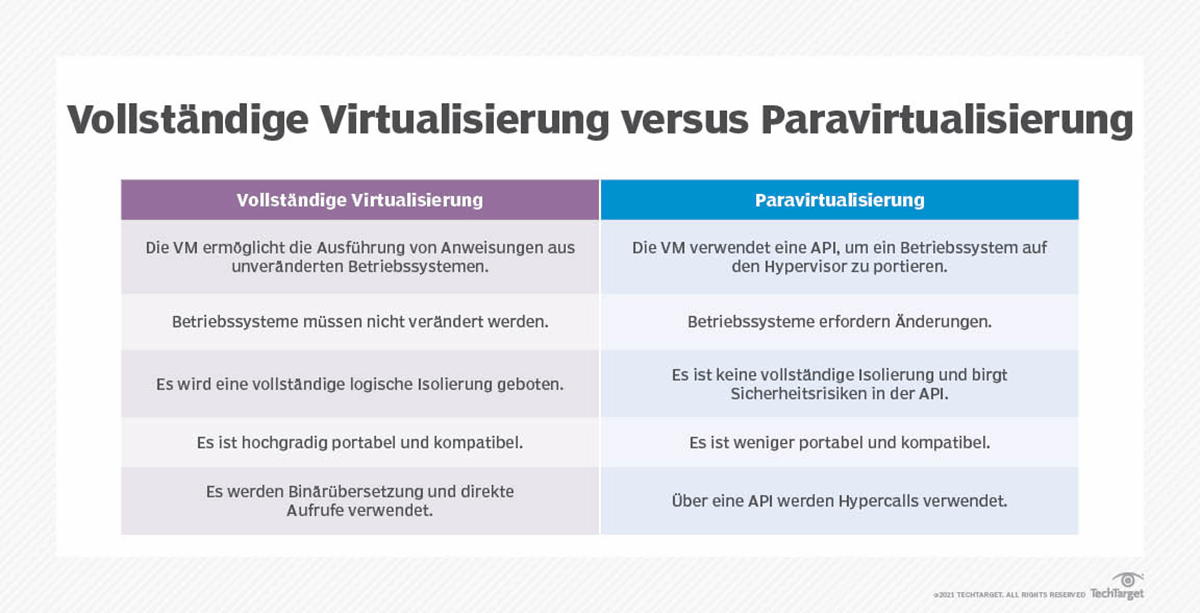 Vollständige Virtualisierung versus Paravirtualisierung
Vollständige Virtualisierung
Paravirtualisierung
Die VM ermöglicht die Ausführung von Anweisungen aus
unveränderten Betriebssystemen.
Die VM verwendet eine API, um ein Betriebssystem auf
den Hypervisor zu portieren.
Betriebssysteme müssen nicht verändert werden.
Betriebssysteme erfordern Änderungen.
Es wird eine vollständige logische Isolierung geboten.
Es ist keine vollständige Isolierung und birgt
Sicherheitsrisiken in der API.
Es ist hochgradig portabel und kompatibel.
Es ist weniger portabel und kompatibel.
Es werden Binärübersetzung und direkte
Aufrufe verwendet.
Über eine API werden Hypercalls verwendet.
©2021 TECHTARGET. ALL RIGHTS RESERVED TechTarget